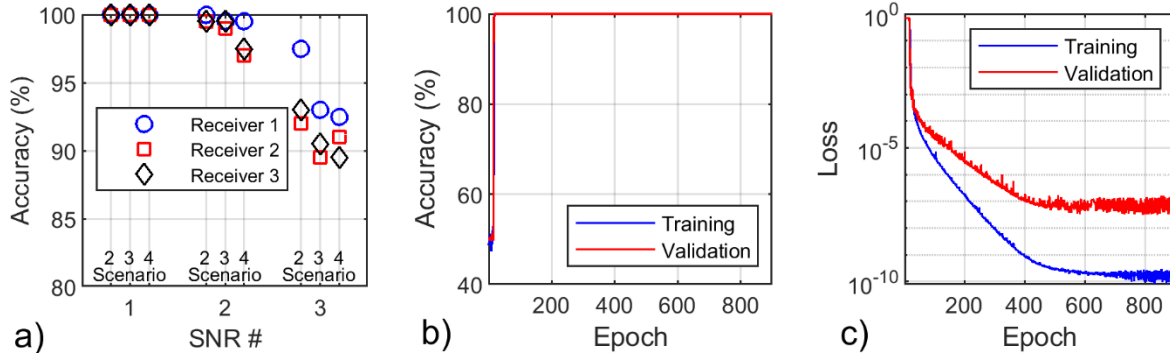 100
95
90
85
80
Accuracy (%)
Receiver 1
Receiver 2
Receiver 3
2 3 4
Scenario
2 3 4
Scenario
2 3 4
Scenario
1 2 3
SNR #
a)
100
80
60
40
Accuracy (%)
Training
Validation
200 400 600 800
Epoch
b)
10^0
10^-5
10^-10
Loss
Training
Validation
200 400 600 800
Epoch
c)